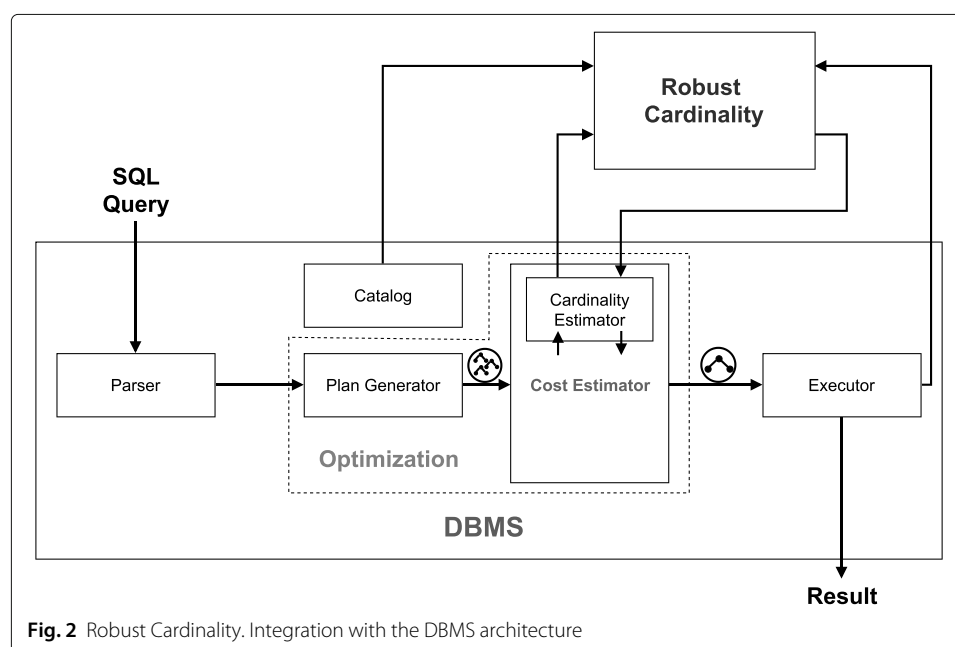 Robust
Cardinality
SQL
Query
Catalog
Cardinality
Estimator
Parser
Plan Generator
Cost Estimator
Executor
Optimization
DBMS
Result
Fig. 2 Robust Cardinality. Integration with the DBMS architecture